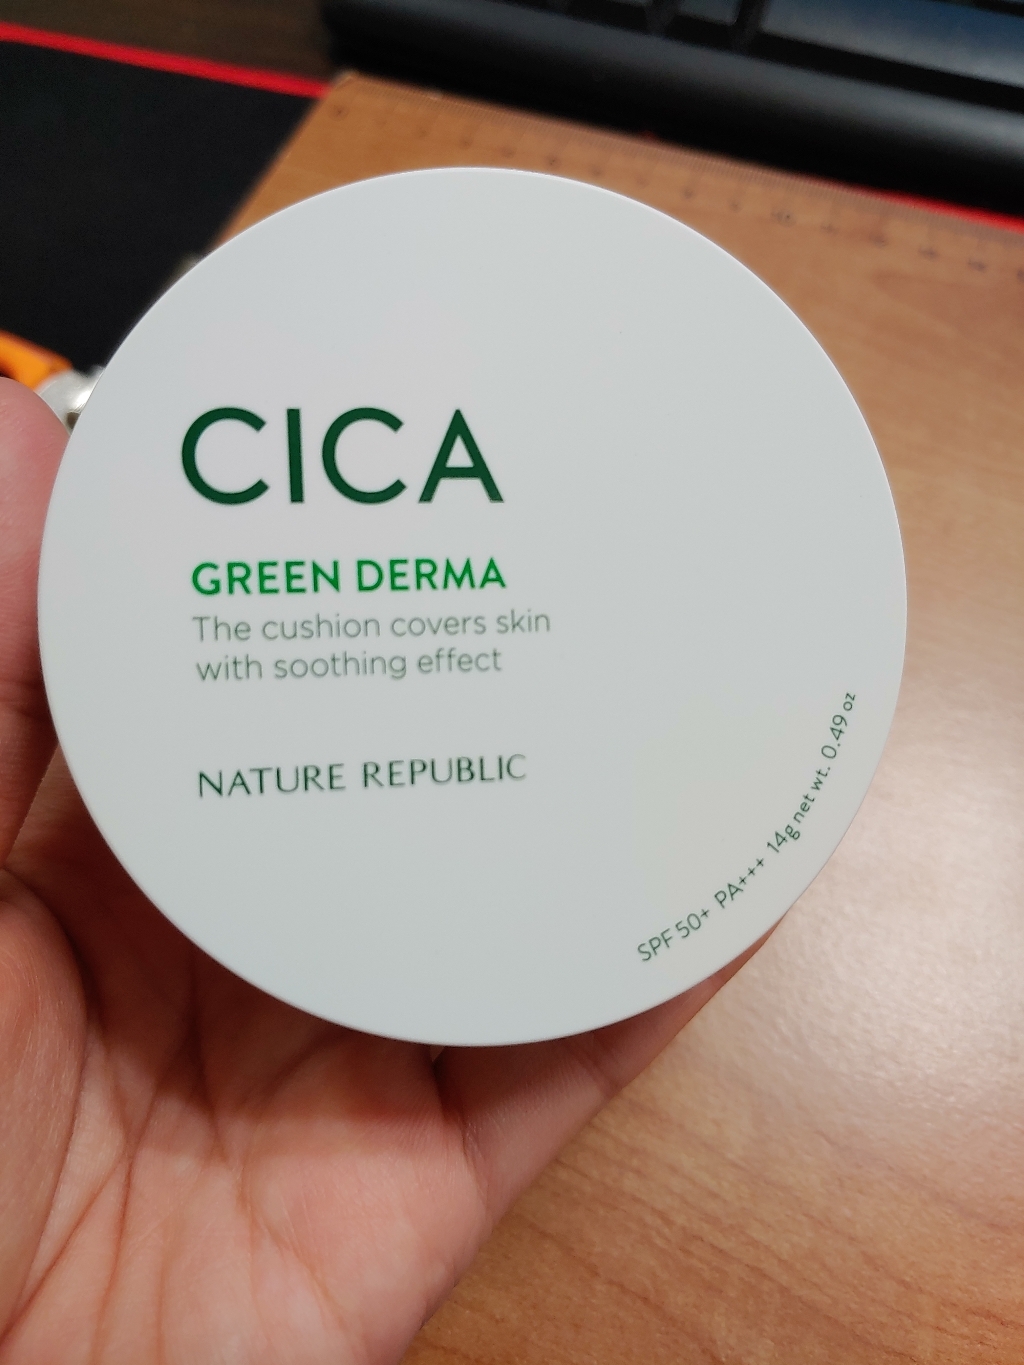 CICA
GREEN DERMA
The cushion covers skin
with soothing effect
NATURE REPUBLIC
SPF 50+ PA+++ 14g net wt. 0.49 oz